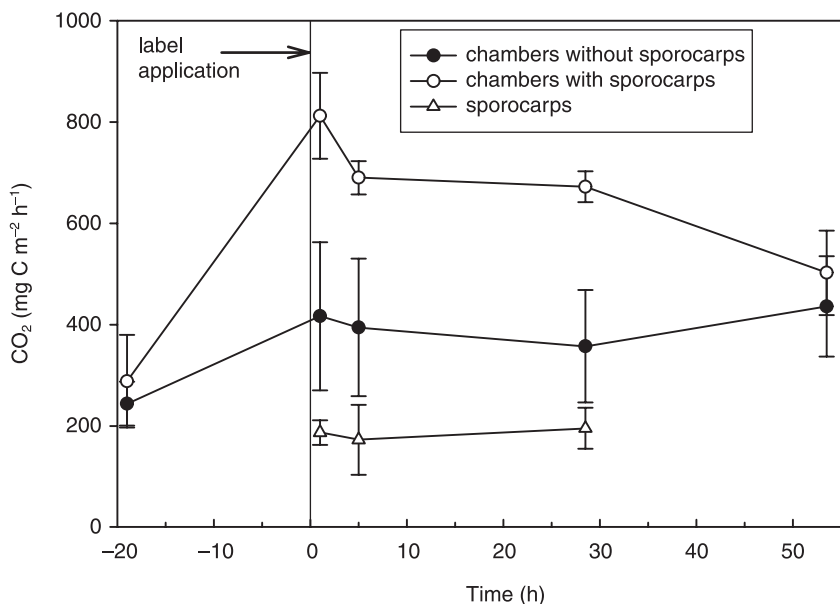 1000
label
application
chambers without sporocarps
chambers with sporocarps
sporocarps
800
600
400
200
0
CO₂ (mg C m⁻² h⁻¹)
–20 –10 0 10 20 30 40 50
Time (h)